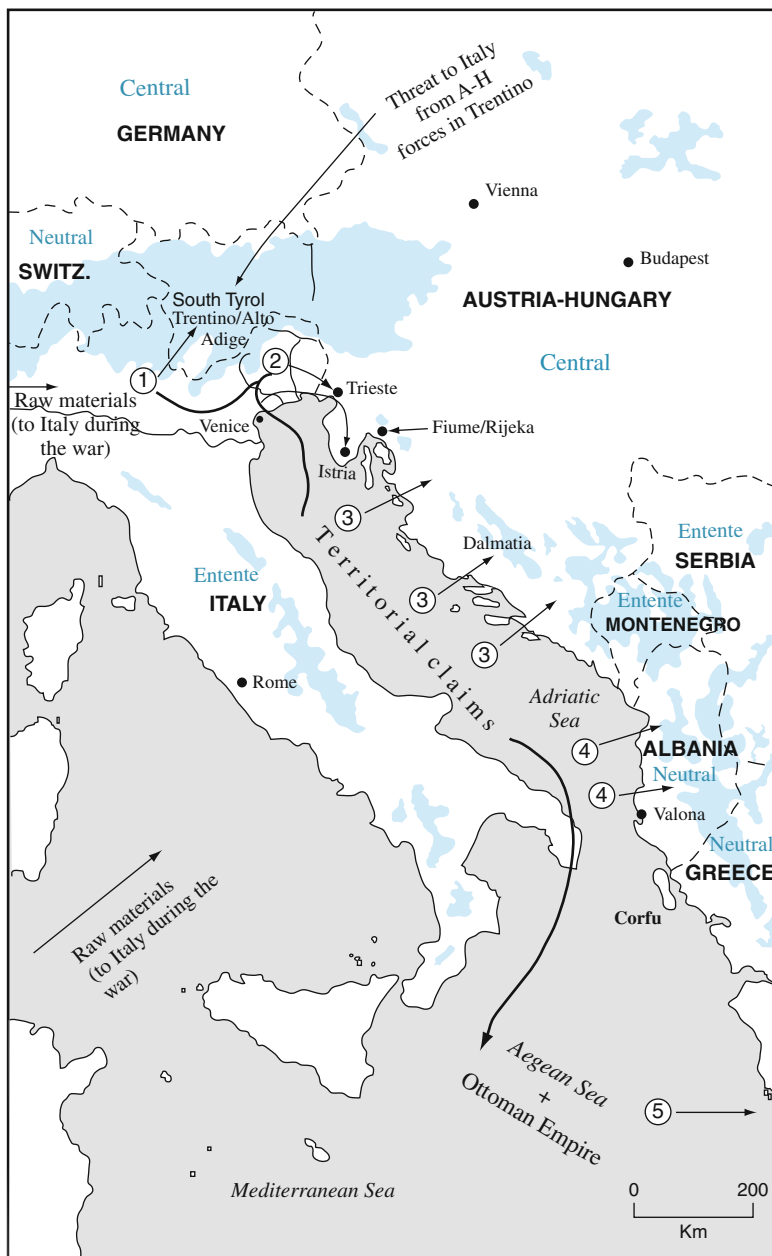 Central
GERMANY
Threat to Italy
from A-H
forces in Trentino
Vienna
Budapest
Neutral
SWITZ.
AUSTRIA-HUNGARY
Central
South Tyrol
Trentino/Alto
Adige
1
2
Trieste
Raw materials
(to Italy during
the war)
Venice
Fiume/Rijeka
Istria
3
Territorial claims
Dalmatia
3
3
Entente
SERBIA
Entente
MONTENEGRO
Entente
ITALY
Rome
Adriatic
Sea
4
ALBANIA
Neutral
4
Valona
Neutral
GREECE
Corfu
Raw materials
(to Italy during the
war)
Aegean Sea
+
Ottoman Empire
5
Mediterranean Sea
0 200
Km